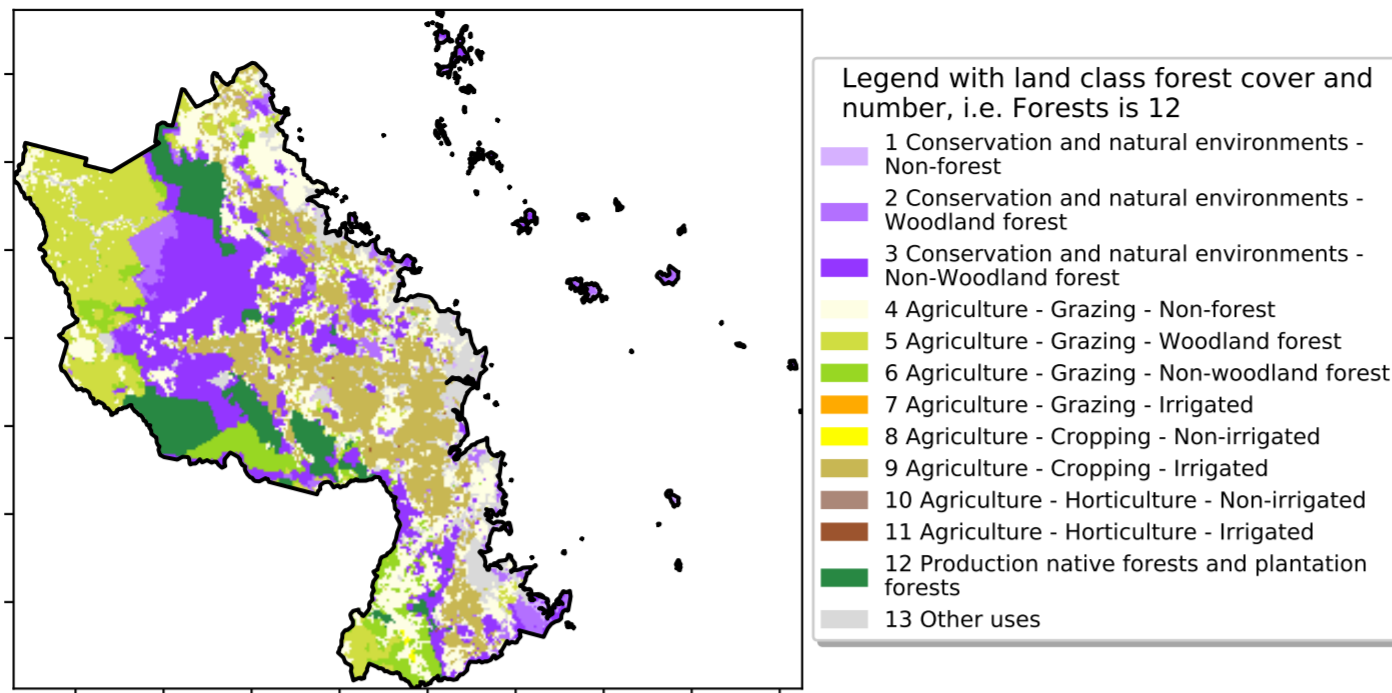 Legend with land class forest cover and
number, i.e. Forests is 12
1 Conservation and natural environments -
Non-forest
2 Conservation and natural environments -
Woodland forest
3 Conservation and natural environments -
Non-Woodland forest
4 Agriculture - Grazing - Non-forest
5 Agriculture - Grazing - Woodland forest
6 Agriculture - Grazing - Non-woodland forest
7 Agriculture - Grazing - Irrigated
8 Agriculture - Cropping - Non-irrigated
9 Agriculture - Cropping - Irrigated
10 Agriculture - Horticulture - Non-irrigated
11 Agriculture - Horticulture - Irrigated
12 Production native forests and plantation
forests
13 Other uses